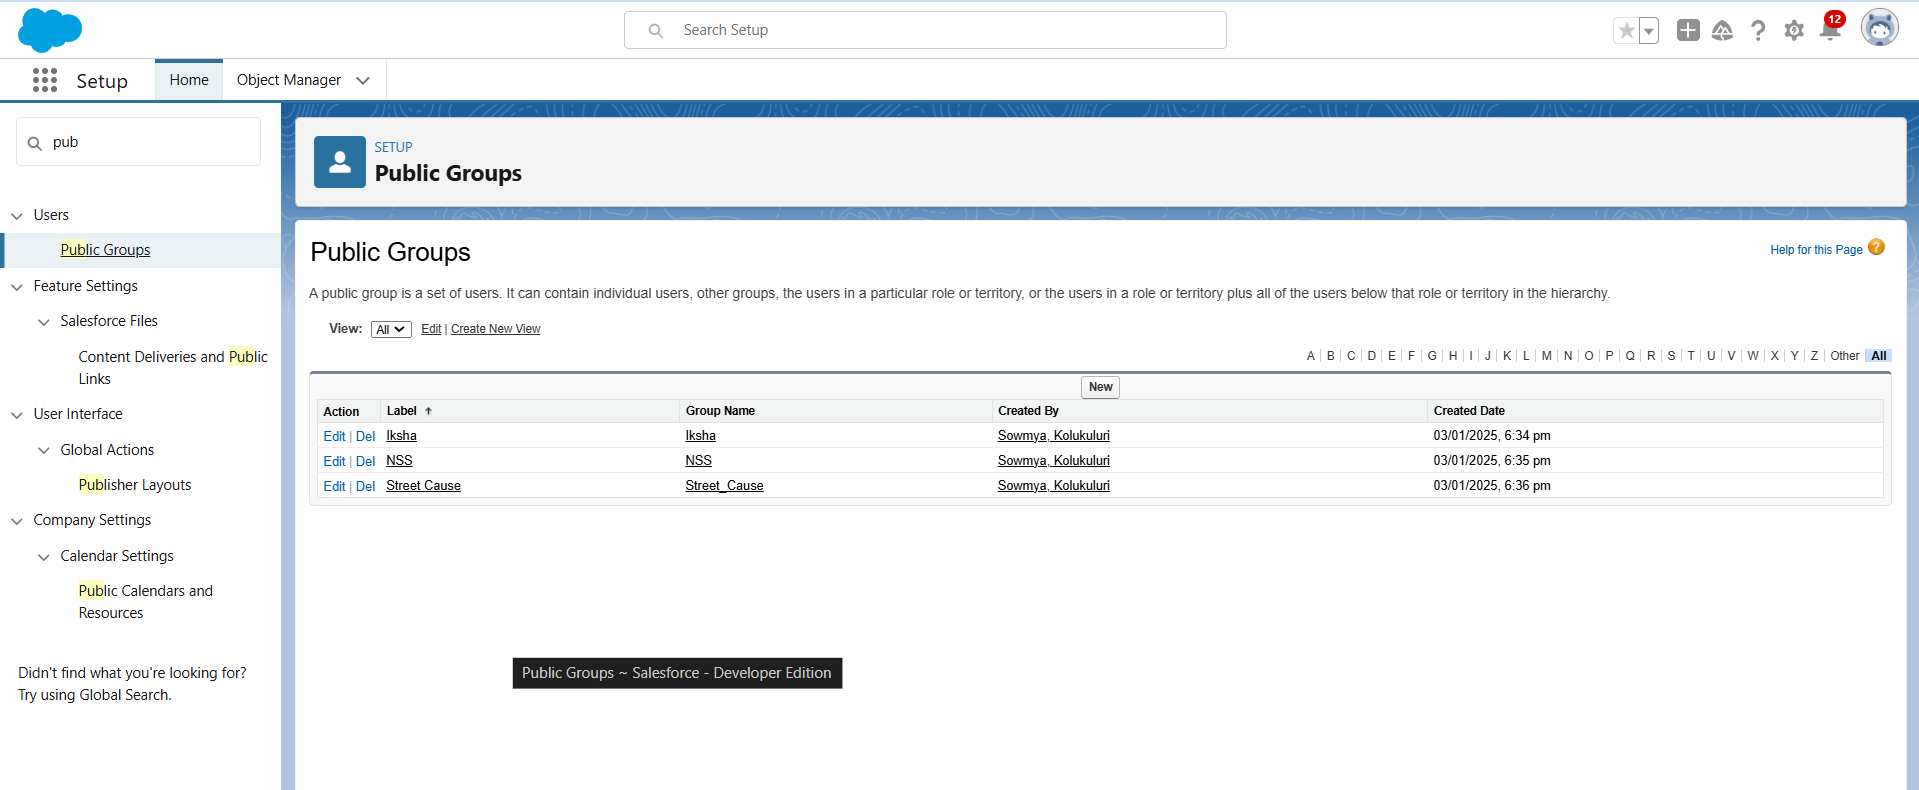 Search Setup
12
Setup
Home
Object Manager
pub
Users
Public Groups
Feature Settings
Salesforce Files
Content Deliveries and Public
Links
User Interface
Global Actions
Publisher Layouts
Company Settings
Calendar Settings
Public Calendars and
Resources
Didn't find what you're looking for?
Try using Global Search.
SETUP
Public Groups
Public Groups
Help for this Page ?
A public group is a set of users. It can contain individual users, other groups, the users in a particular role or territory, or the users in a role or territory plus all of the users below that role or territory in the hierarchy.
View: All Edit | Create New View
A | B | C | D | E | F | G | H | I | J | K | L | M | N | O | P | Q | R | S | T | U | V | W | X | Y | Z | Other | All
New
Action Label ↑ Group Name Created By Created Date
Edit | Del Iksha Iksha Sowmya, Kolukuluri 03/01/2025, 6:34 pm
Edit | Del NSS NSS Sowmya, Kolukuluri 03/01/2025, 6:35 pm
Edit | Del Street Cause Street_Cause Sowmya, Kolukuluri 03/01/2025, 6:36 pm
Public Groups ~ Salesforce - Developer Edition